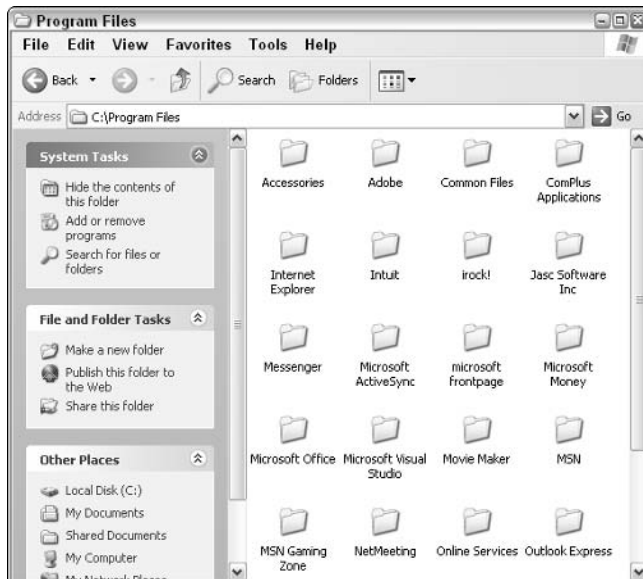 Program Files
File Edit View Favorites Tools Help
Back Search Folders
Address C:\Program Files Go
System Tasks
Hide the contents of
this folder
Add or remove
programs
Search for files or
folders
File and Folder Tasks
Make a new folder
Publish this folder to
the Web
Share this folder
Other Places
Local Disk (C:)
My Documents
Shared Documents
My Computer
My Network Places
Accessories Adobe Common Files ComPlus
Applications
Internet
Explorer
Intuit
irock!
Jasc Software
Inc
Messenger
Microsoft
ActiveSync
microsoft
frontpage
Microsoft
Money
Microsoft Office
Microsoft Visual
Studio
Movie Maker
MSN
MSN Gaming
Zone
NetMeeting
Online Services
Outlook Express